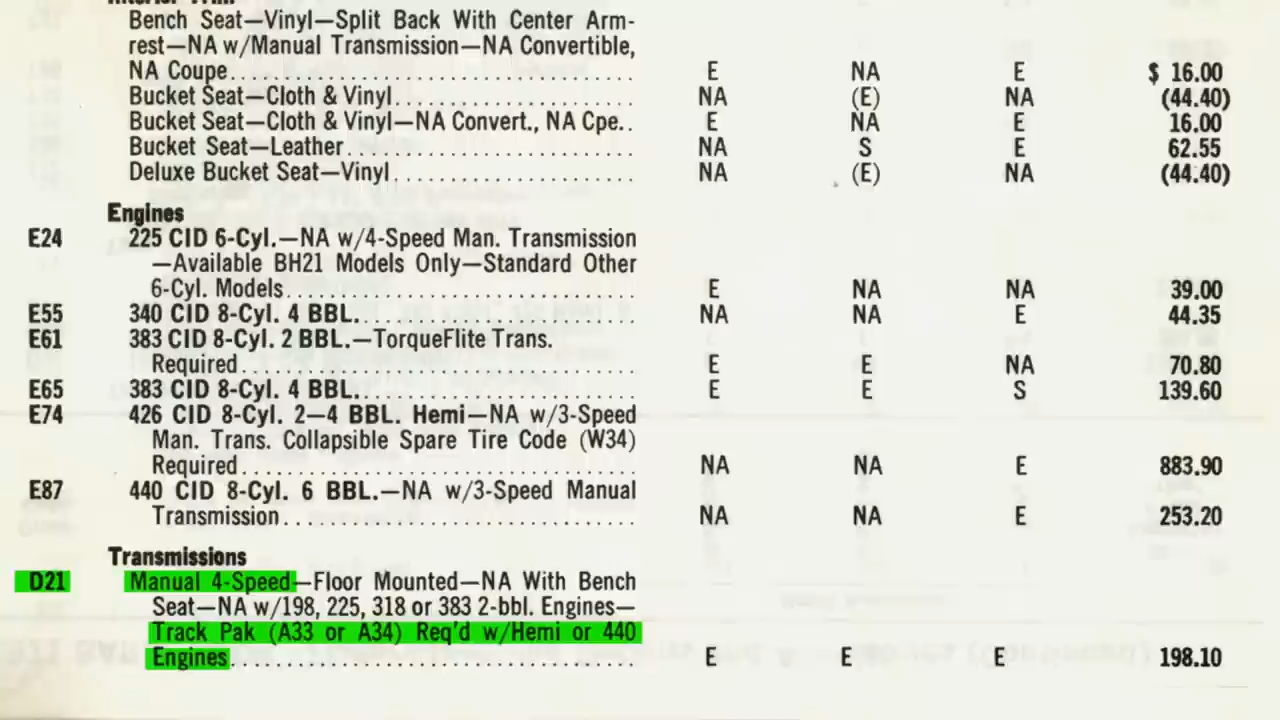 Interior Trim
Bench Seat—Vinyl—Split Back With Center Arm-
rest—NA w/Manual Transmission—NA Convertible,
NA Coupe.................................. E NA E $ 16.00
Bucket Seat—Cloth & Vinyl.................................. NA (E) NA (44.40)
Bucket Seat—Cloth & Vinyl—NA Convert., NA Cpe.. E NA E 16.00
Bucket Seat—Leather.................................. NA S E 62.55
Deluxe Bucket Seat—Vinyl.................................. NA (E) NA (44.40)
Engines
E24 225 CID 6-Cyl.—NA w/4-Speed Man. Transmission
—Available BH21 Models Only—Standard Other
6-Cyl. Models.................................. E NA NA 39.00
E55 340 CID 8-Cyl. 4 BBL.................................. NA NA E 44.35
E61 383 CID 8-Cyl. 2 BBL.—TorqueFlite Trans.
Required.................................. E E NA 70.80
E65 383 CID 8-Cyl. 4 BBL.................................. E E S 139.60
E74 426 CID 8-Cyl. 2—4 BBL. Hemi—NA w/3-Speed
Man. Trans. Collapsible Spare Tire Code (W34)
Required.................................. NA NA E 883.90
E87 440 CID 8-Cyl. 6 BBL.—NA w/3-Speed Manual
Transmission.................................. NA NA E 253.20
Transmissions
D21 Manual 4-Speed—Floor Mounted—NA With Bench
Seat—NA w/198, 225, 318 or 383 2-bbl. Engines—
Track Pak (A33 or A34) Req'd w/Hemi or 440
Engines.................................. E E E 198.10